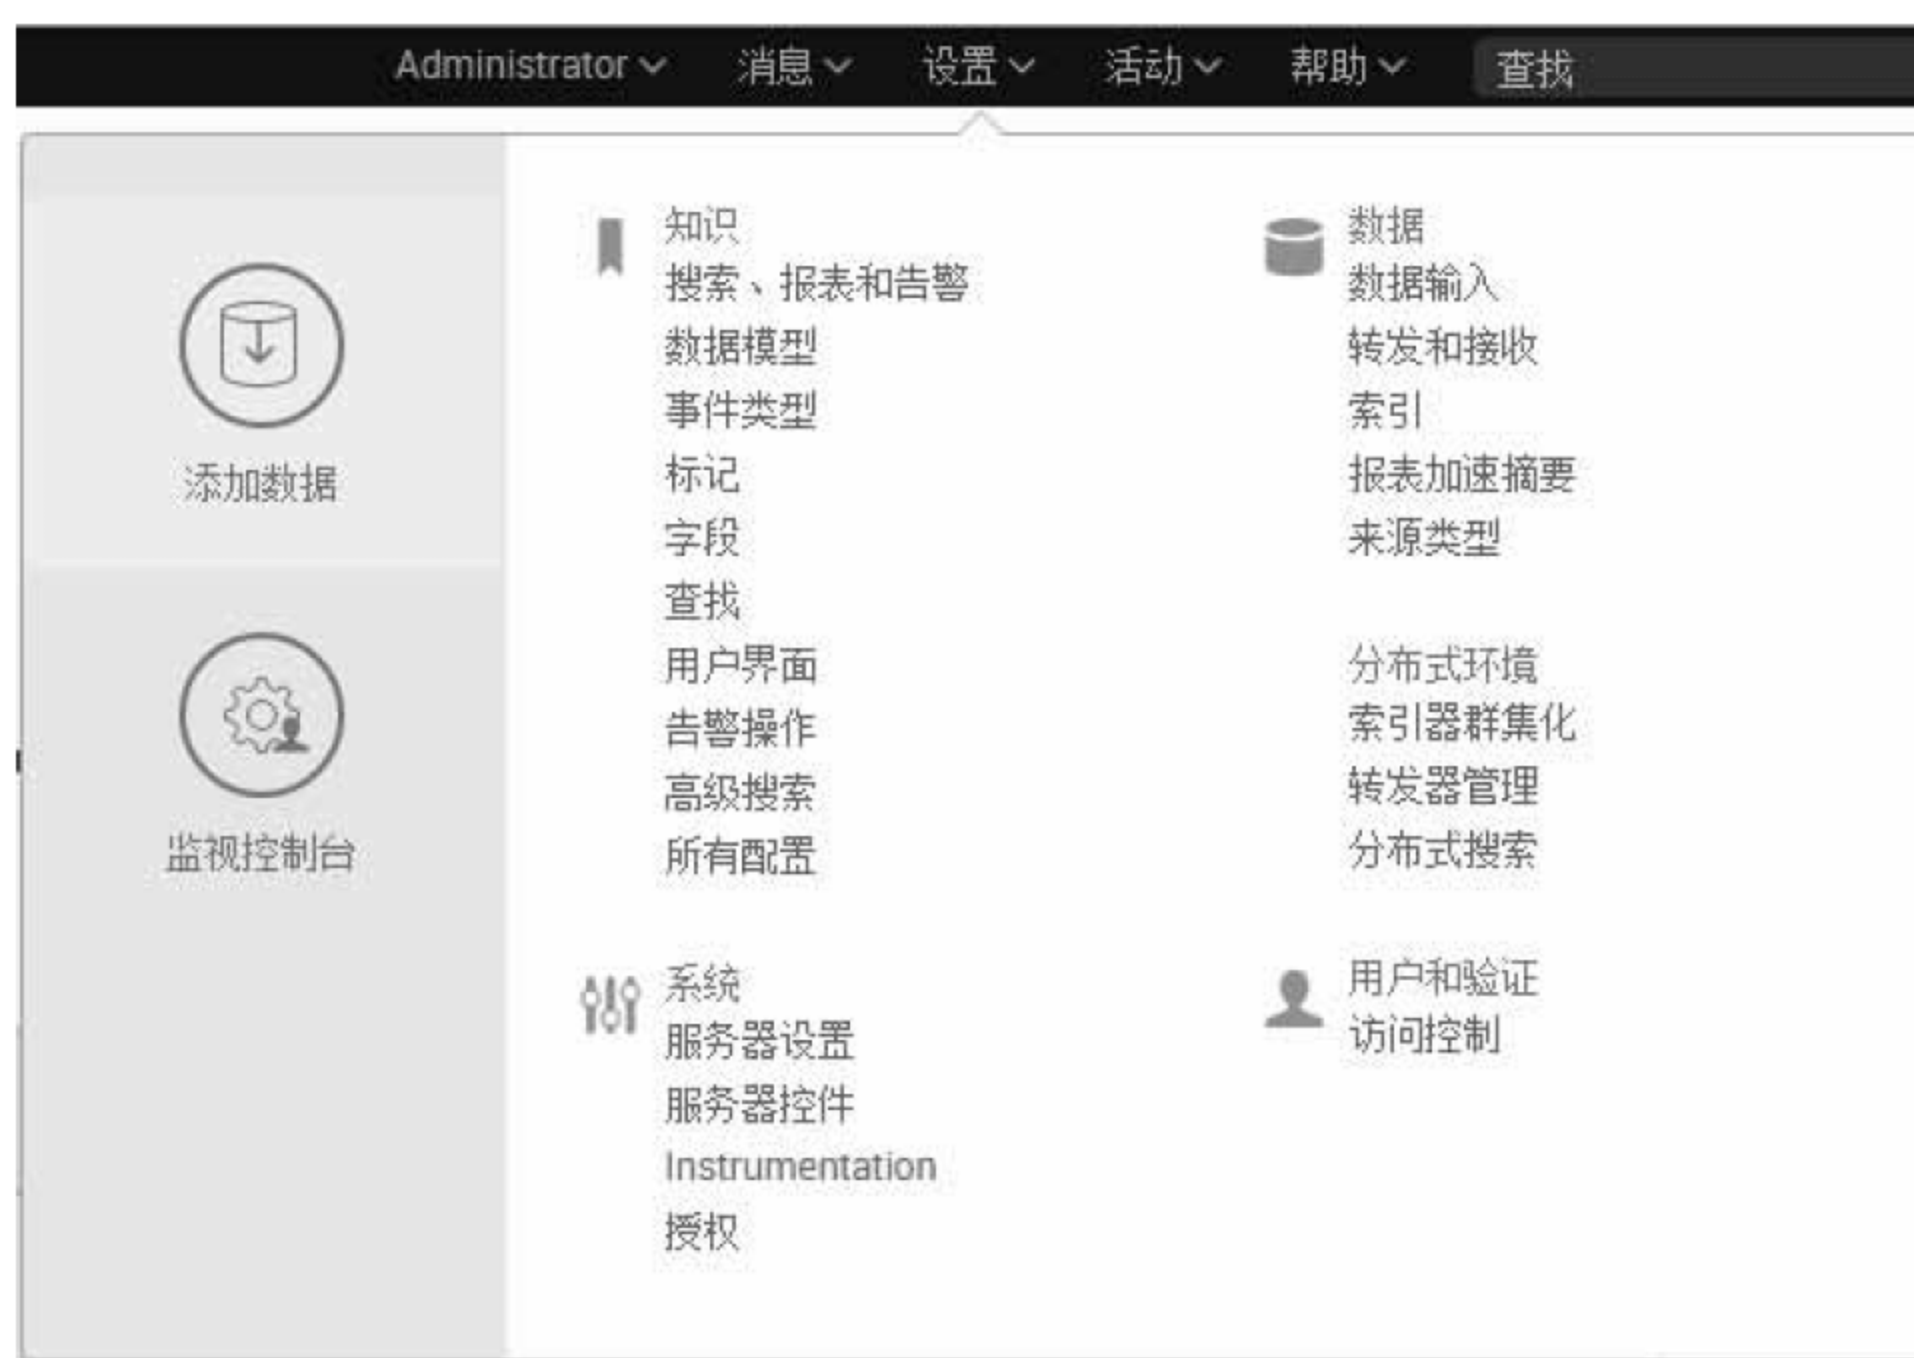 Administrator 消息 设置 活动 帮助 查找
添加数据
监视控制台
知识
搜索、报表和告警
数据模型
事件类型
标记
字段
查找
用户界面
告警操作
高级搜索
所有配置
系统
服务器设置
服务器控件
Instrumentation
授权
数据
数据输入
转发和接收
索引
报表加速摘要
来源类型
分布式环境
索引器群集化
转发器管理
分布式搜索
用户和验证
访问控制